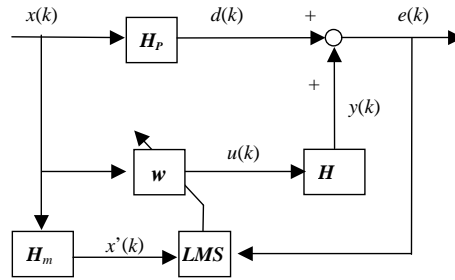 x(k) d(k) + e(k)
H_P
+
y(k)
u(k)
w H
H_m x'(k) LMS